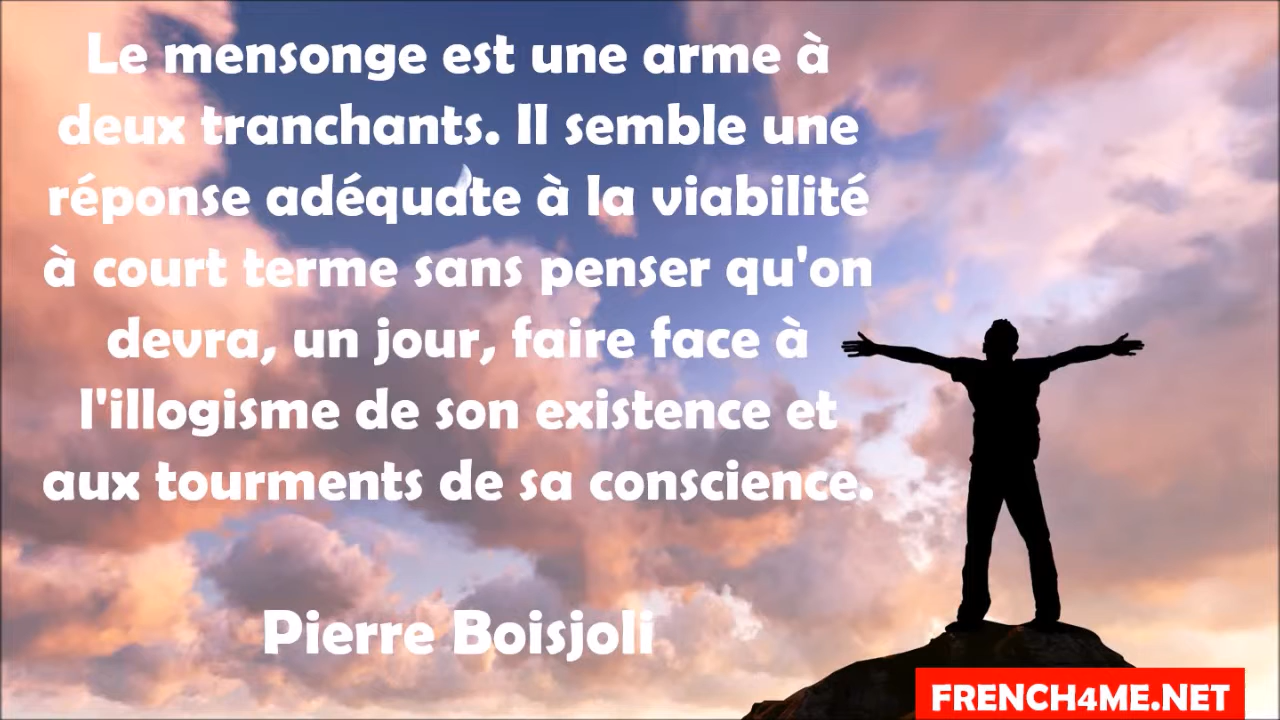 Le mensonge est une arme à
deux tranchants. Il semble une
réponse adéquate à la viabilité
à court terme sans penser qu'on
devra, un jour, faire face à
l'illogisme de son existence et
aux tourments de sa conscience.
Pierre Boisjoli
FRENCH4ME.NET